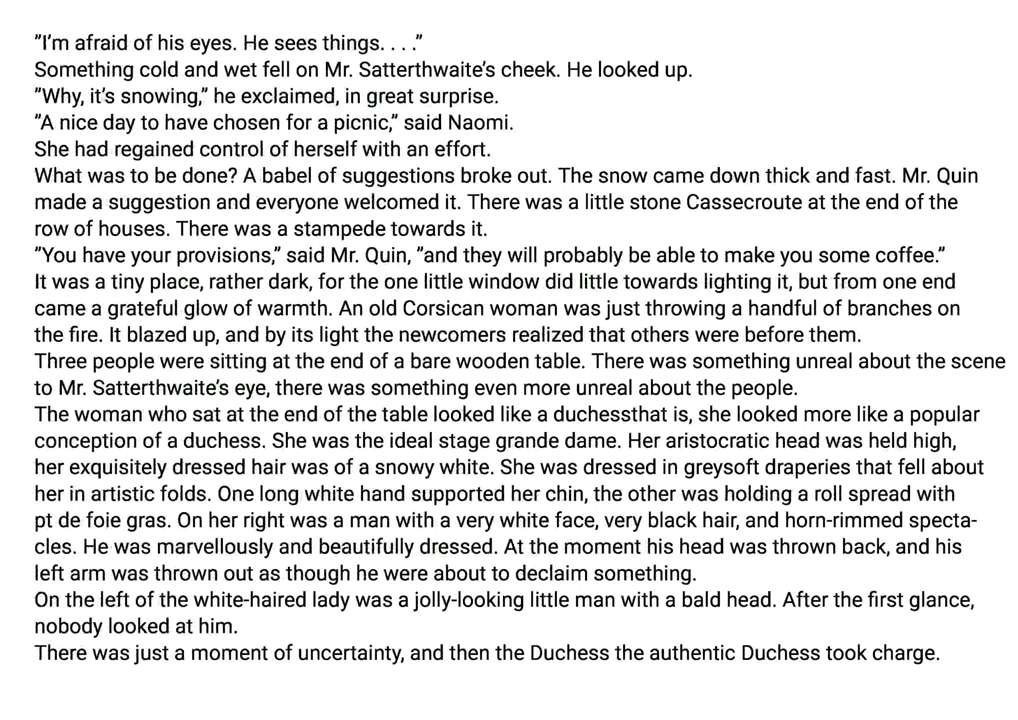 ”I’m afraid of his eyes. He sees things. . . .”
Something cold and wet fell on Mr. Satterthwaite’s cheek. He looked up.
”Why, it’s snowing,” he exclaimed, in great surprise.
”A nice day to have chosen for a picnic,” said Naomi.
She had regained control of herself with an effort.
What was to be done? A babel of suggestions broke out. The snow came down thick and fast. Mr. Quin
made a suggestion and everyone welcomed it. There was a little stone Cassecroute at the end of the
row of houses. There was a stampede towards it.
”You have your provisions,” said Mr. Quin, ”and they will probably be able to make you some coffee.”
It was a tiny place, rather dark, for the one little window did little towards lighting it, but from one end
came a grateful glow of warmth. An old Corsican woman was just throwing a handful of branches on
the fire. It blazed up, and by its light the newcomers realized that others were before them.
Three people were sitting at the end of a bare wooden table. There was something unreal about the scene
to Mr. Satterthwaite’s eye, there was something even more unreal about the people.
The woman who sat at the end of the table looked like a duchessthat is, she looked more like a popular
conception of a duchess. She was the ideal stage grande dame. Her aristocratic head was held high,
her exquisitely dressed hair was of a snowy white. She was dressed in greysoft draperies that fell about
her in artistic folds. One long white hand supported her chin, the other was holding a roll spread with
pt de foie gras. On her right was a man with a very white face, very black hair, and horn-rimmed specta-
cles. He was marvellously and beautifully dressed. At the moment his head was thrown back, and his
left arm was thrown out as though he were about to declaim something.
On the left of the white-haired lady was a jolly-looking little man with a bald head. After the first glance,
nobody looked at him.
There was just a moment of uncertainty, and then the Duchess the authentic Duchess took charge.